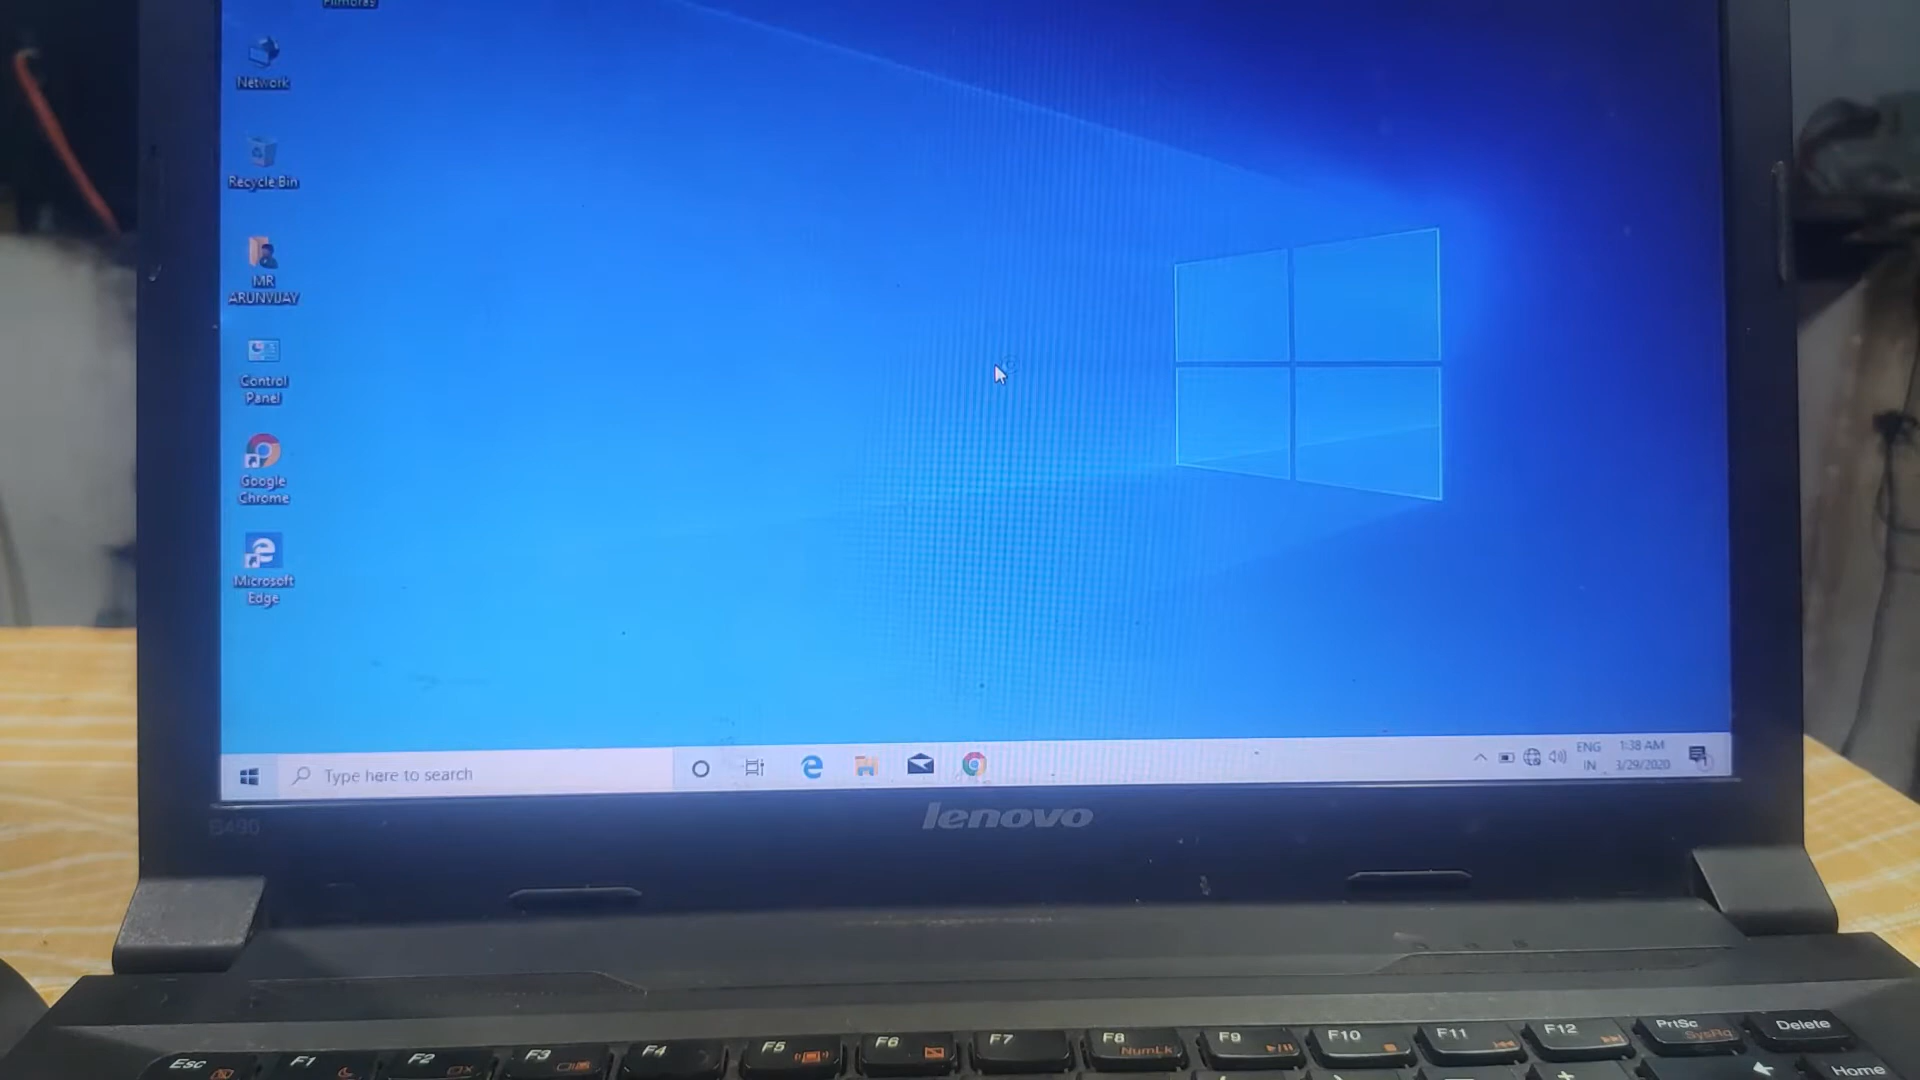 Filmora9
Network
Recycle Bin
MR
ARUNVIJAY
Control
Panel
Google
Chrome
Microsoft
Edge
Type here to search
ENG
IN
1:38 AM
3/29/2020
lenovo
Esc
F1
F2
F3
F4
F5
F6
F7
F8
NumLk
F9
F10
F11
F12
PrtSc
SysRq
Delete
Home